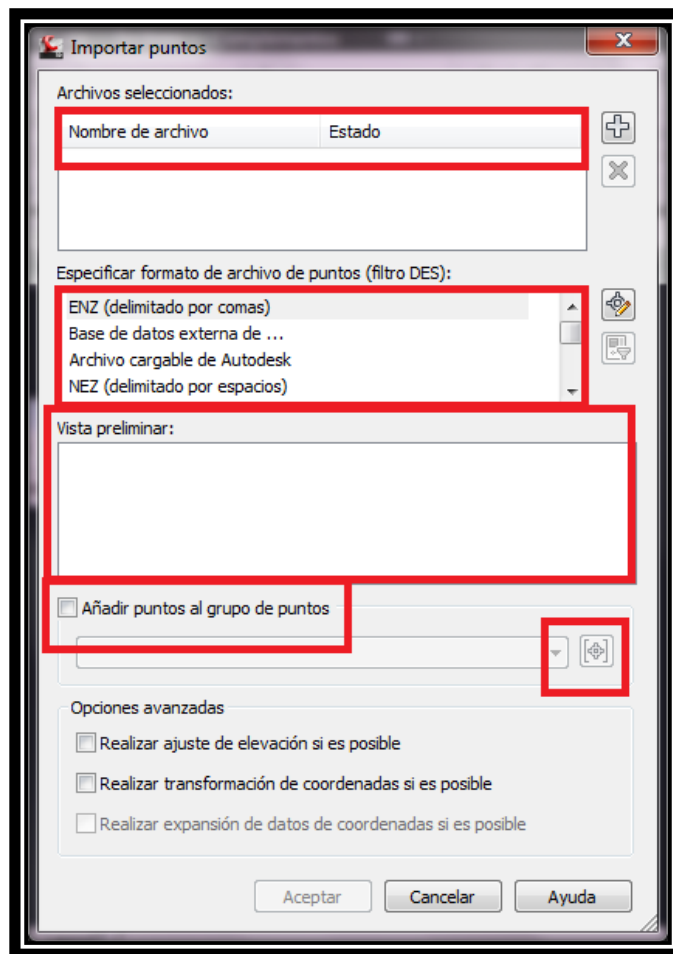 Importar puntos
Archivos seleccionados:
Nombre de archivo Estado
Especificar formato de archivo de puntos (filtro DES):
ENZ (delimitado por comas)
Base de datos externa de ...
Archivo cargable de Autodesk
NEZ (delimitado por espacios)
Vista preliminar:
Añadir puntos al grupo de puntos
Opciones avanzadas
Realizar ajuste de elevación si es posible
Realizar transformación de coordenadas si es posible
Realizar expansión de datos de coordenadas si es posible
Aceptar Cancelar Ayuda